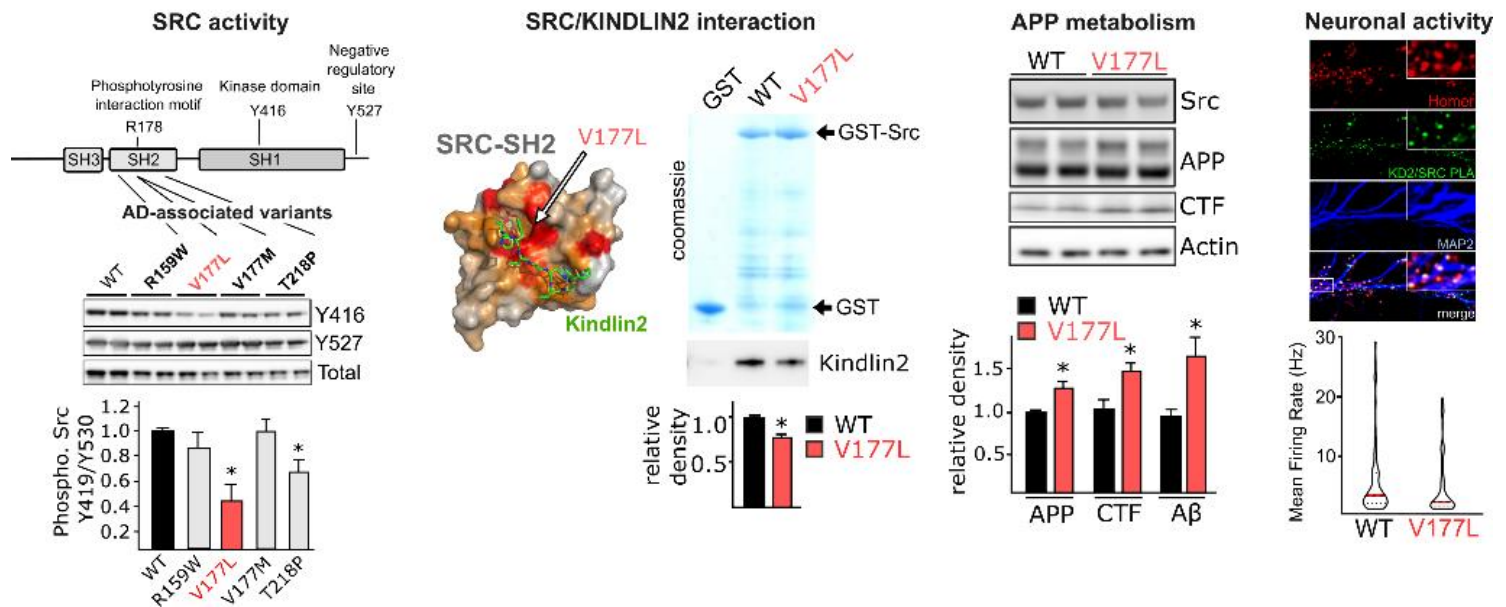 SRC activity
Negative
regulatory
site
Y527
Phosphotyrosine
interaction motif
R178
Kinase domain
Y416
SH3
SH2
SH1
AD-associated variants
WT
R159W
V177L
V177M
T218P
Y416
Y527
Total
Phospho. Src
Y419/Y530
1.2
1.0
0.8
0.6
0.4
0.2
*
*
WT
R159W
V177L
V177M
T218P
SRC/KINDLIN2 interaction
SRC-SH2
V177L
Kindlin2
GST
WT
V177L
coomassie
GST-Src
GST
Kindlin2
relative
density
1.0
0.5
*
WT
V177L
APP metabolism
WT
V177L
Src
APP
CTF
Actin
WT
V177L
relative density
1.5
1.0
0.5
*
*
*
APP
CTF
Aβ
Neuronal activity
Homer
KD2/SRC PLA
MAP2
merge
Mean Firing Rate (Hz)
30
20
10
WT
V177L